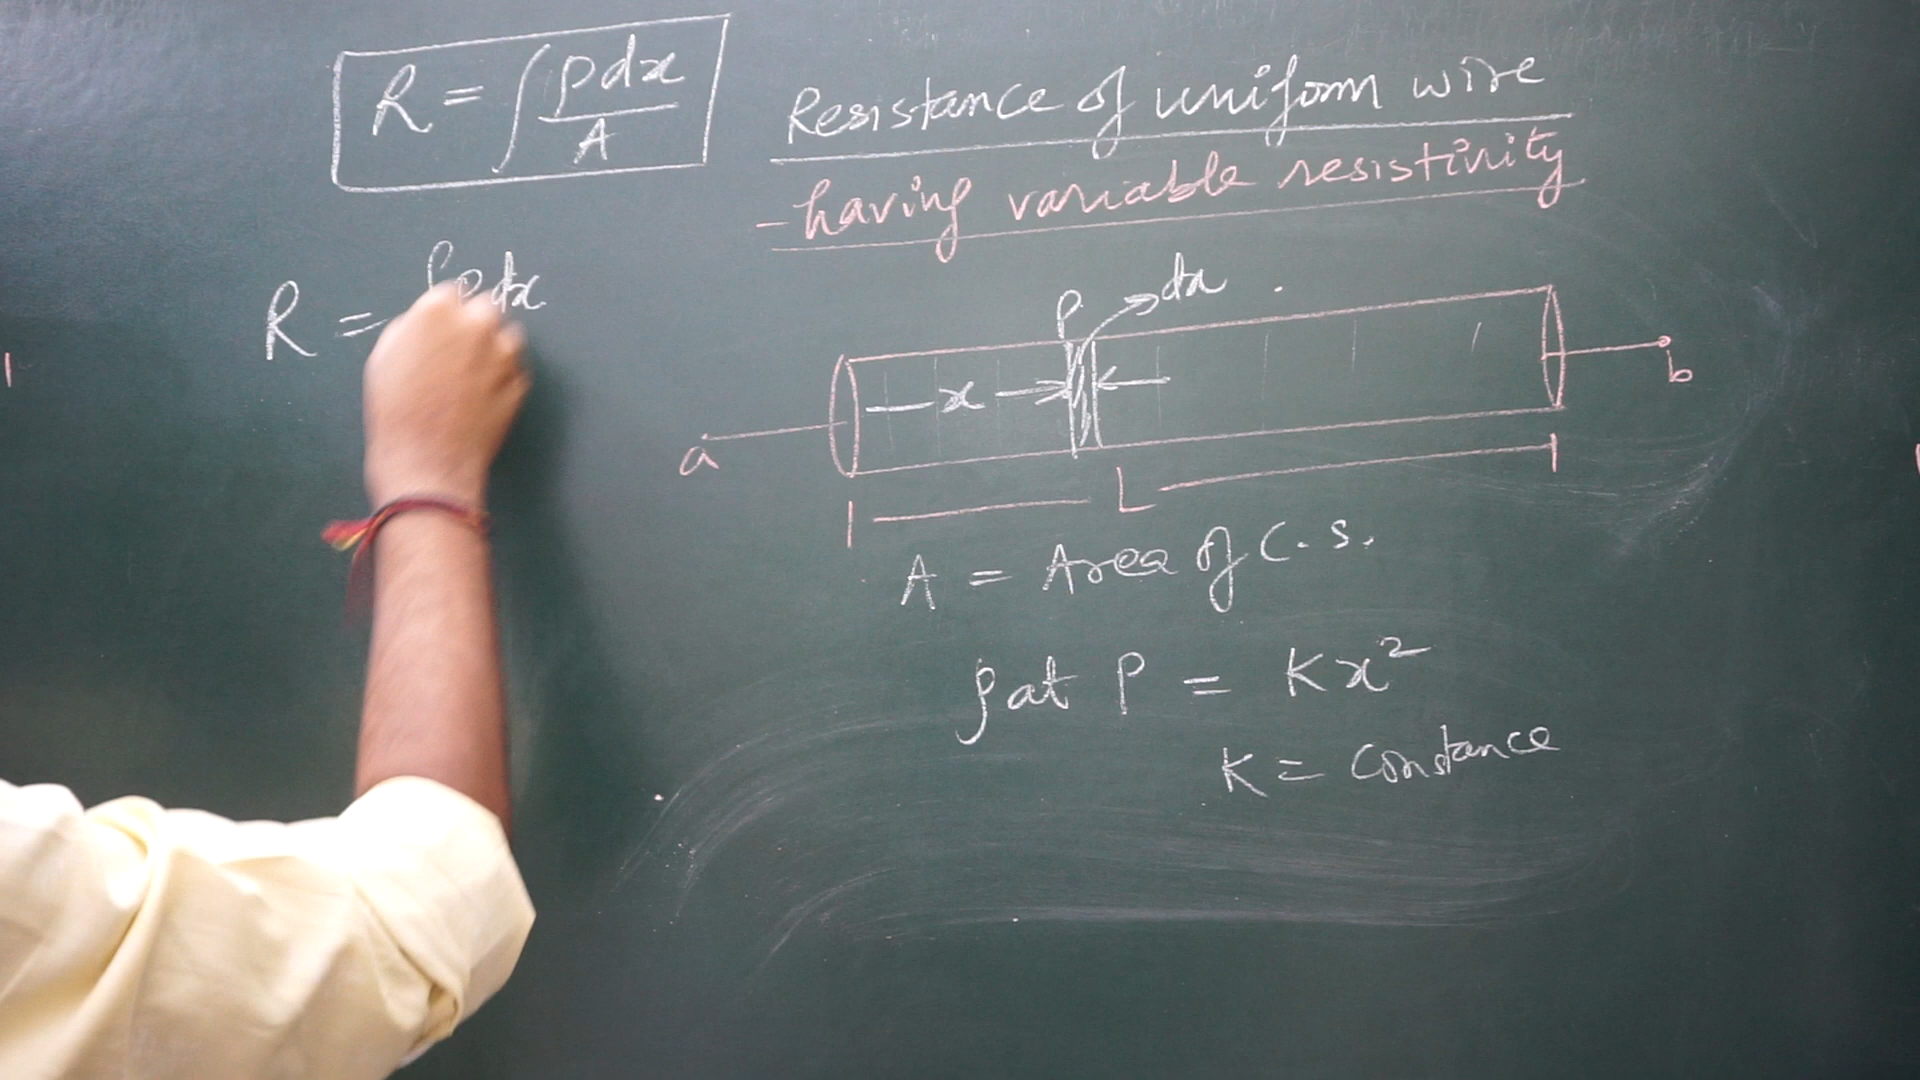 R = ∫ρdx/A
Resistance of uniform wire
- having variable resistivity
R = ∫ρdx
P
dx
x
a
b
L
A = Area of C.S.
ρ at P = Kx²
K = Constance